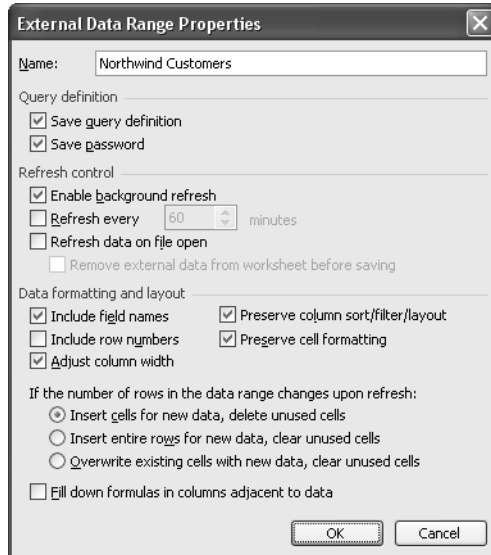 External Data Range Properties
Name: Northwind Customers
Query definition
Save query definition
Save password
Refresh control
Enable background refresh
Refresh every 60 minutes
Refresh data on file open
Remove external data from worksheet before saving
Data formatting and layout
Include field names Preserve column sort/filter/layout
Include row numbers Preserve cell formatting
Adjust column width
If the number of rows in the data range changes upon refresh:
Insert cells for new data, delete unused cells
Insert entire rows for new data, clear unused cells
Overwrite existing cells with new data, clear unused cells
Fill down formulas in columns adjacent to data
OK Cancel